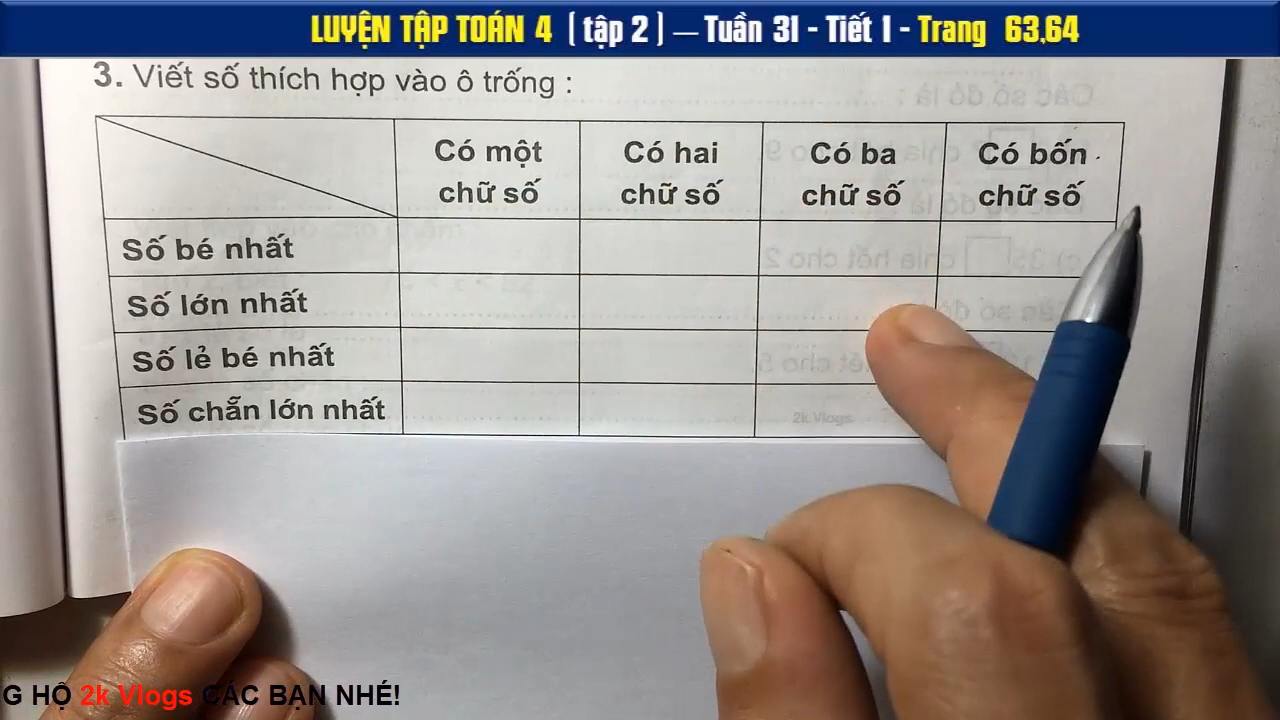 LUYỆN TẬP TOÁN 4 ( tập 2 ) — Tuần 31 - Tiết 1 - Trang 63,64
3. Viết số thích hợp vào ô trống :
Có một chữ số
Có hai chữ số
Có ba chữ số
Có bốn chữ số
Số bé nhất
Số lớn nhất
Số lẻ bé nhất
Số chẵn lớn nhất
2k Vlogs
G HỘ 2k Vlogs CÁC BẠN NHÉ!